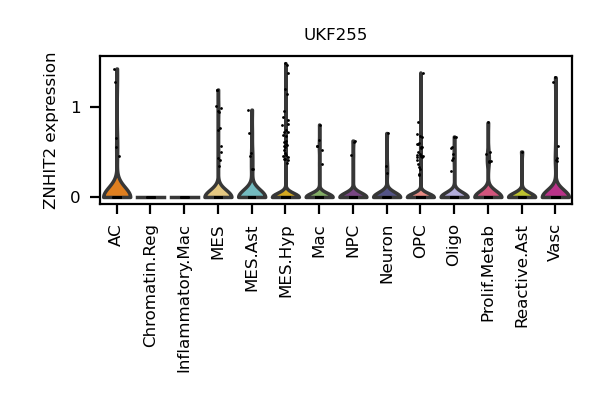 UKF255
ZNHIT2 expression
1
0
AC
Chromatin.Reg
Inflammatory.Mac
MES
MES.Ast
MES.Hyp
Mac
NPC
Neuron
OPC
Oligo
Prolif.Metab
Reactive.Ast
Vasc